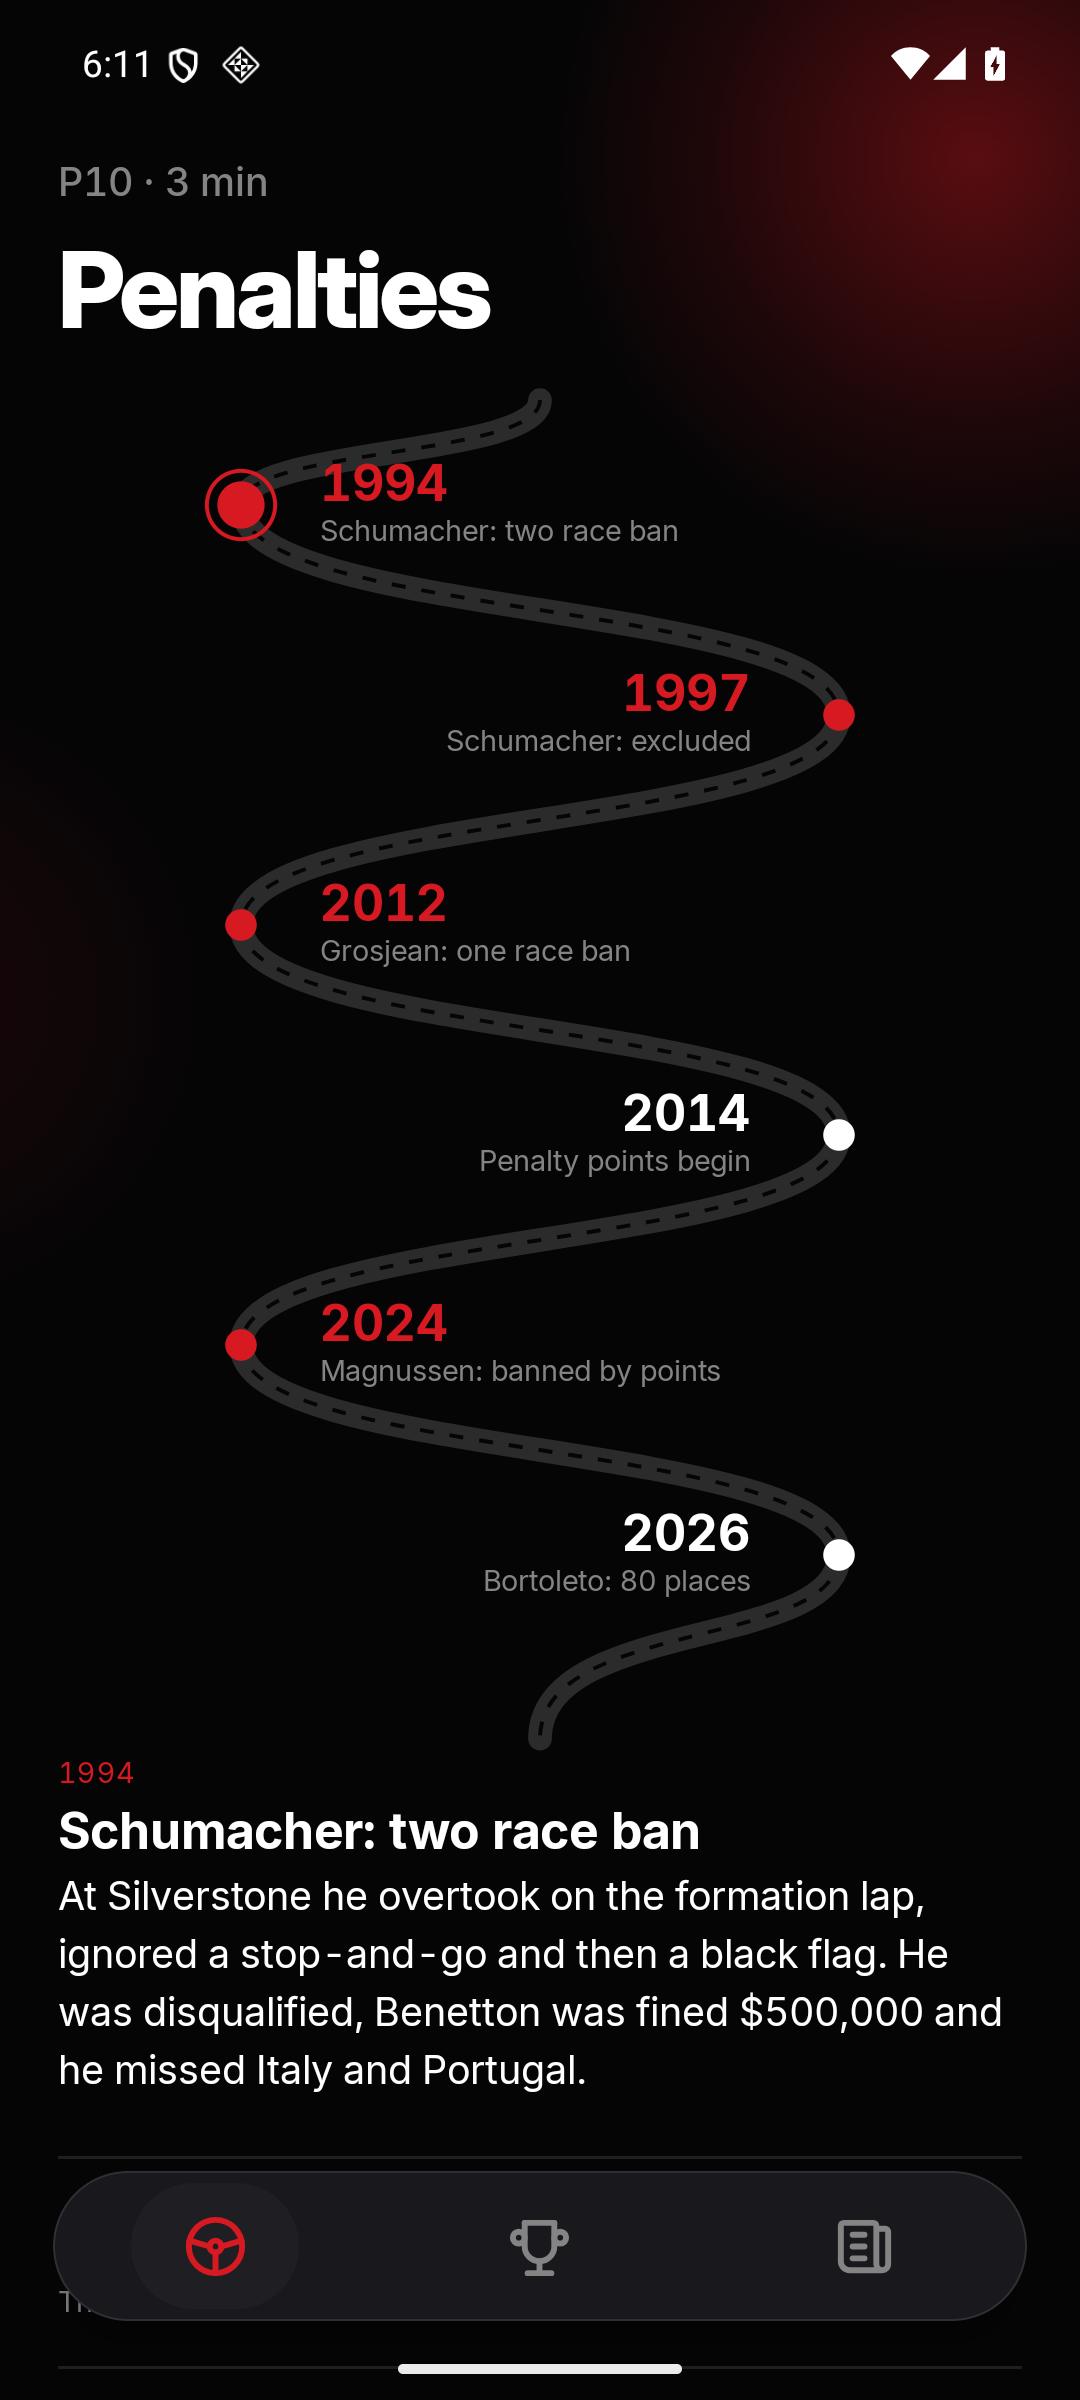 6:11
P10 · 3 min
Penalties
1994
Schumacher: two race ban
1997
Schumacher: excluded
2012
Grosjean: one race ban
2014
Penalty points begin
2024
Magnussen: banned by points
2026
Bortoleto: 80 places
1994
Schumacher: two race ban
At Silverstone he overtook on the formation lap,
ignored a stop-and-go and then a black flag. He
was disqualified, Benetton was fined $500,000 and
he missed Italy and Portugal.